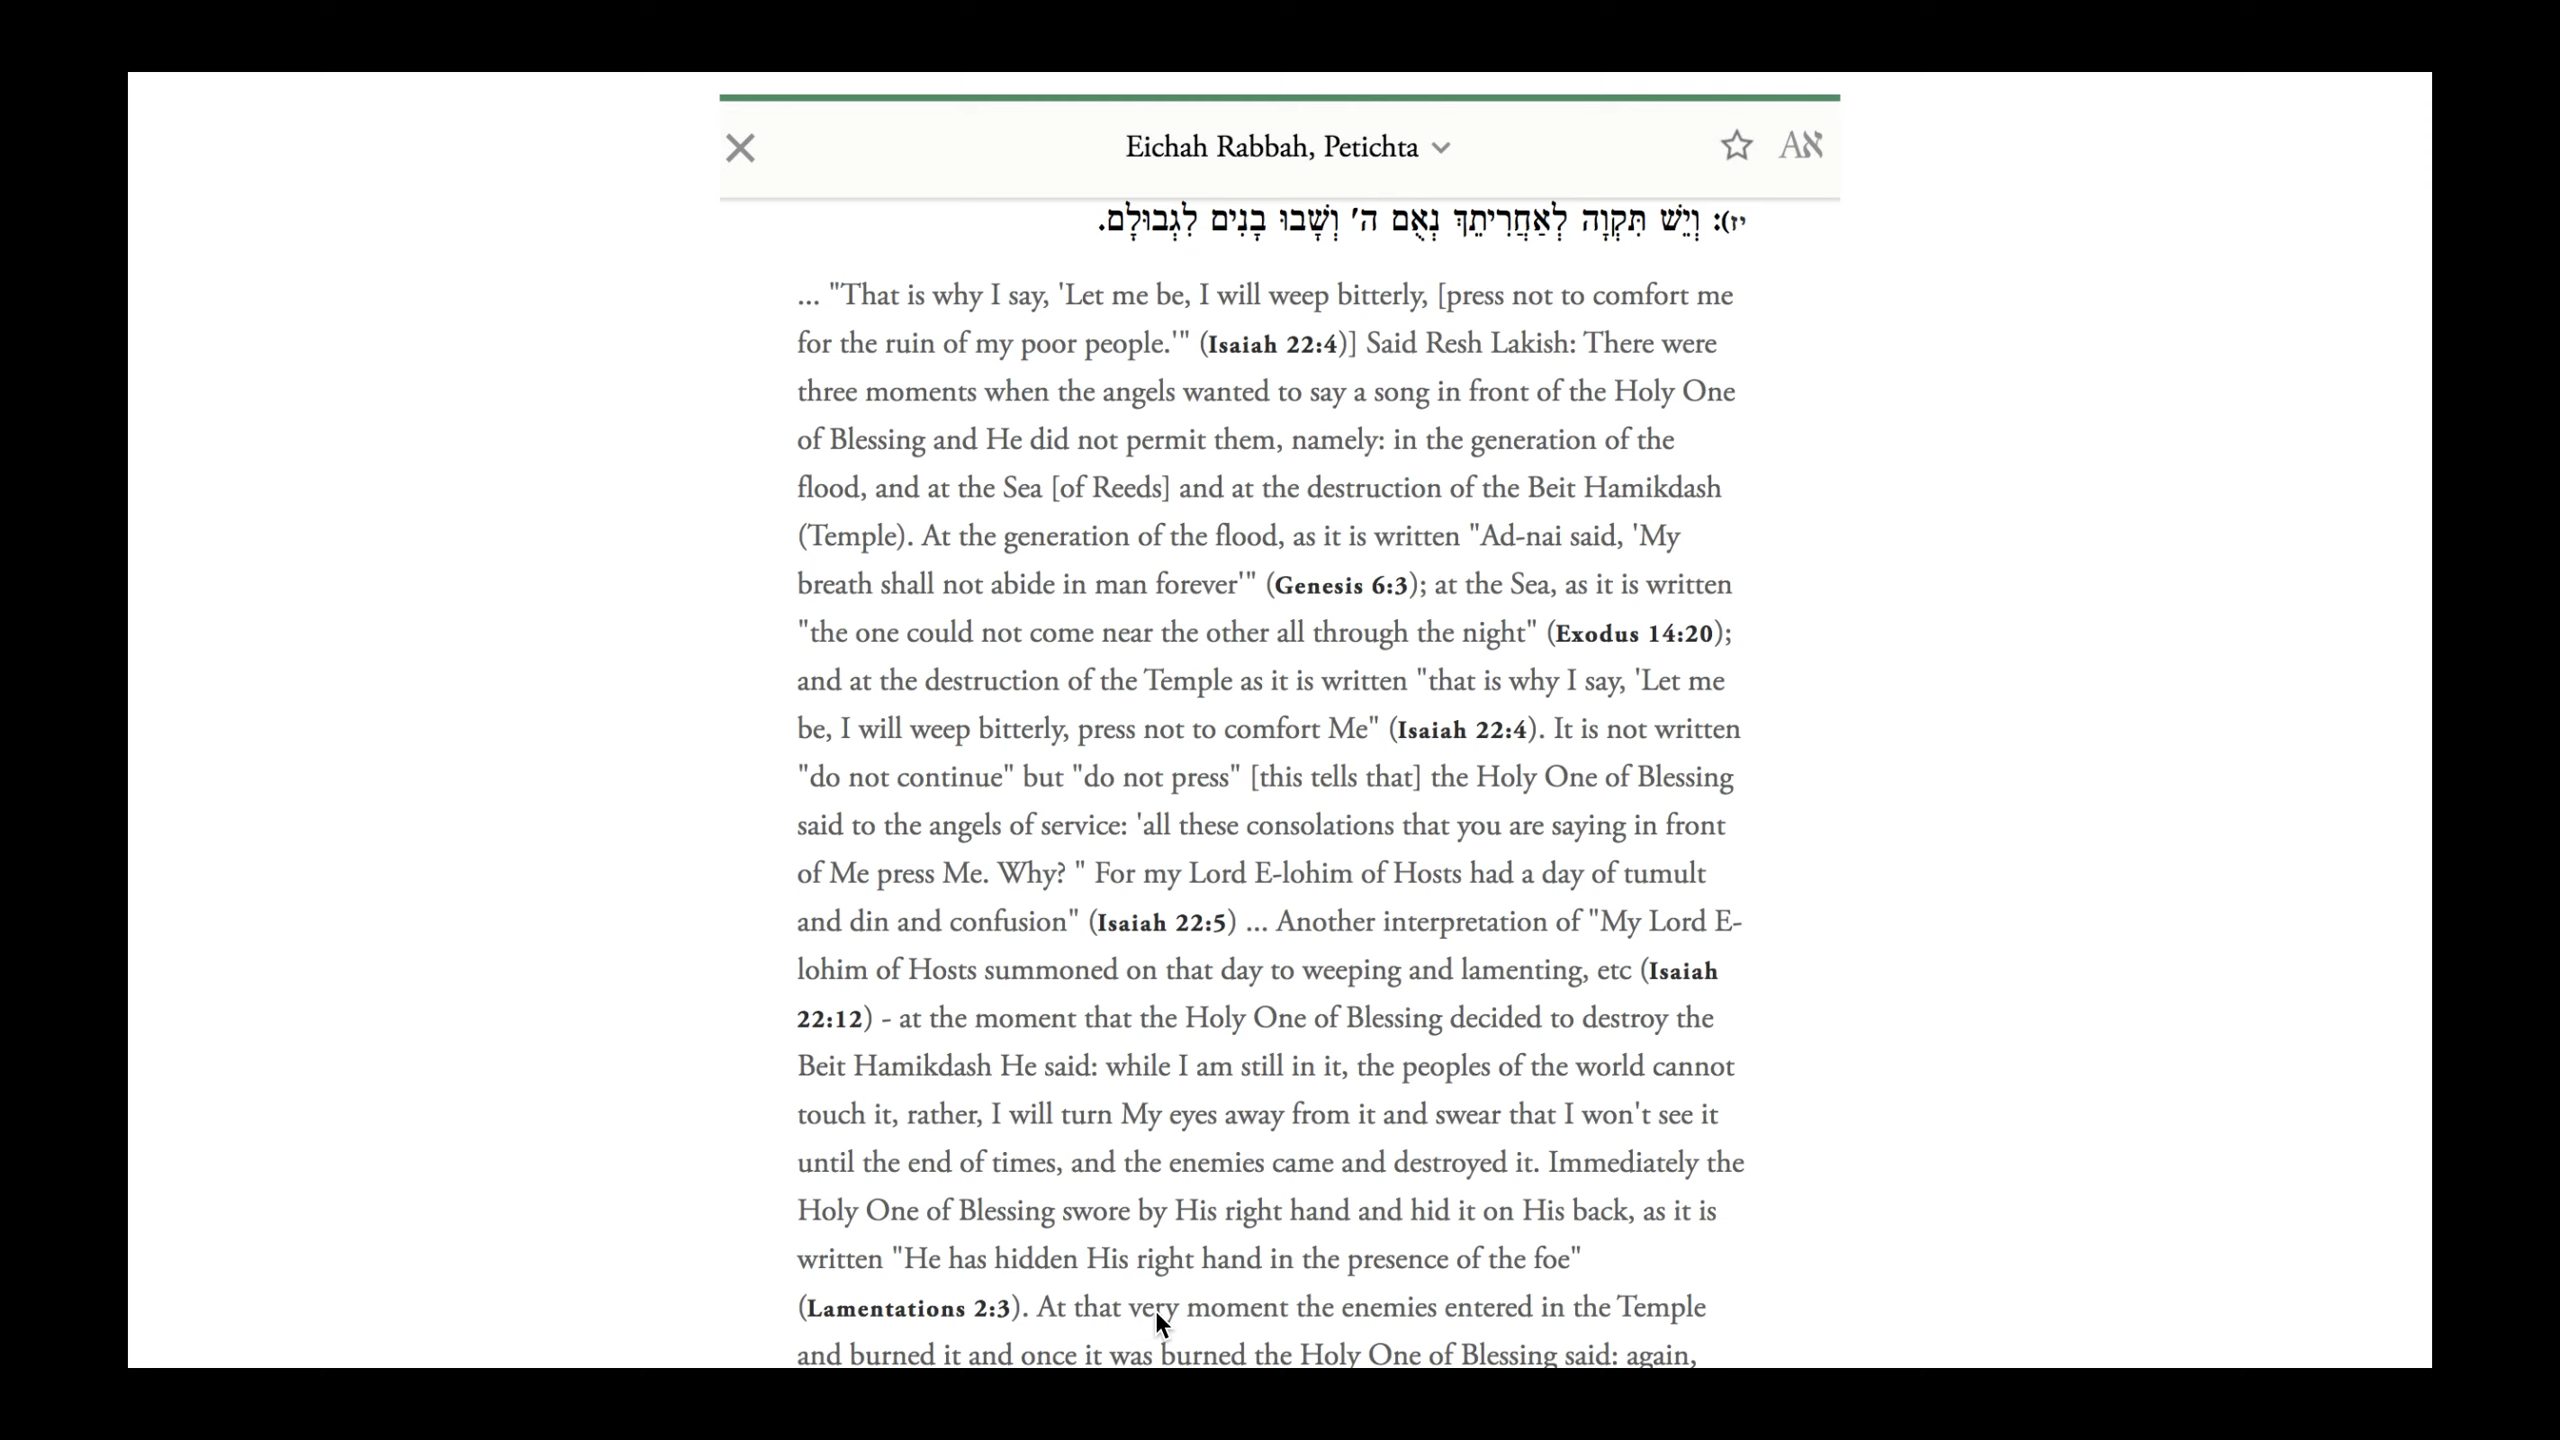 Eichah Rabbah, Petichta
Aא
יז): וְיֵשׁ תִּקְוָה לְאַחֲרִיתֵךְ נְאֻם ה' וְשָׁבוּ בָנִים לִגְבוּלָם.
... "That is why I say, 'Let me be, I will weep bitterly, [press not to comfort me
for the ruin of my poor people.'" (Isaiah 22:4)] Said Resh Lakish: There were
three moments when the angels wanted to say a song in front of the Holy One
of Blessing and He did not permit them, namely: in the generation of the
flood, and at the Sea [of Reeds] and at the destruction of the Beit Hamikdash
(Temple). At the generation of the flood, as it is written "Ad-nai said, 'My
breath shall not abide in man forever'" (Genesis 6:3); at the Sea, as it is written
"the one could not come near the other all through the night" (Exodus 14:20);
and at the destruction of the Temple as it is written "that is why I say, 'Let me
be, I will weep bitterly, press not to comfort Me" (Isaiah 22:4). It is not written
"do not continue" but "do not press" [this tells that] the Holy One of Blessing
said to the angels of service: 'all these consolations that you are saying in front
of Me press Me. Why? " For my Lord E-lohim of Hosts had a day of tumult
and din and confusion" (Isaiah 22:5) ... Another interpretation of "My Lord E-
lohim of Hosts summoned on that day to weeping and lamenting, etc (Isaiah
22:12) - at the moment that the Holy One of Blessing decided to destroy the
Beit Hamikdash He said: while I am still in it, the peoples of the world cannot
touch it, rather, I will turn My eyes away from it and swear that I won't see it
until the end of times, and the enemies came and destroyed it. Immediately the
Holy One of Blessing swore by His right hand and hid it on His back, as it is
written "He has hidden His right hand in the presence of the foe"
(Lamentations 2:3). At that very moment the enemies entered in the Temple
and burned it and once it was burned the Holy One of Blessing said: again,